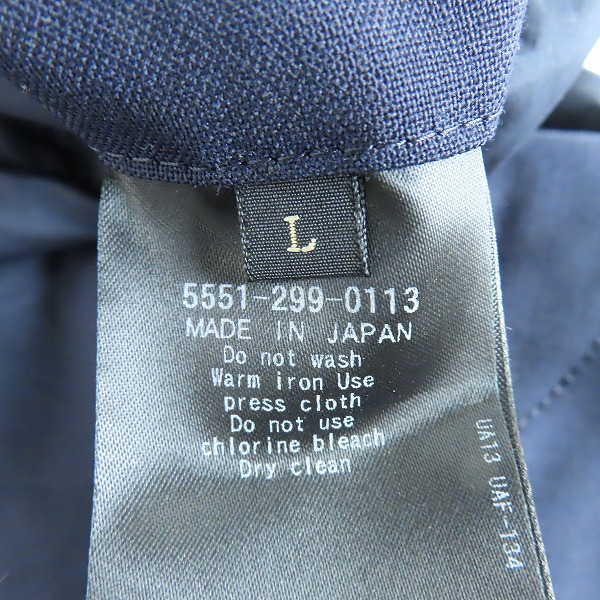 L
5551-299-0113
MADE IN JAPAN
Do not wash
Warm iron Use
press cloth
Do not use
chlorine bleach
Dry clean
UA13 UAF-134